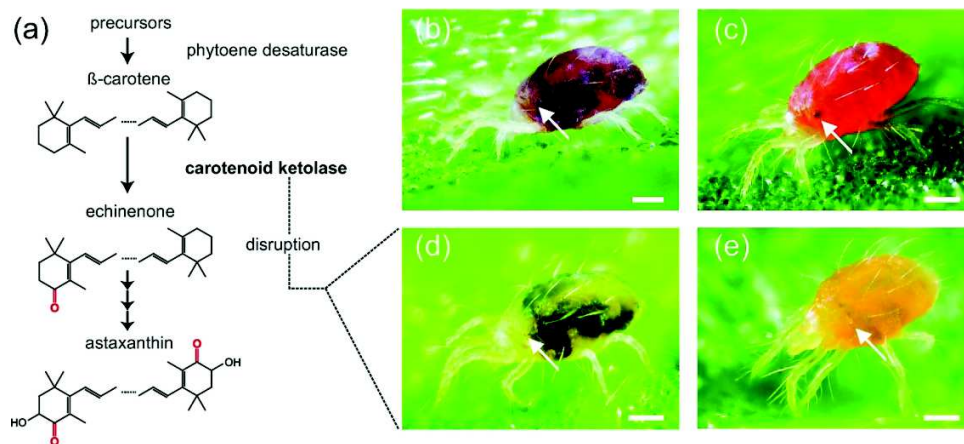 (a)
precursors
phytoene desaturase
ß-carotene
carotenoid ketolase
echinenone
disruption
O
astaxanthin
O
OH
HO
O
(b)
(c)
(d)
(e)